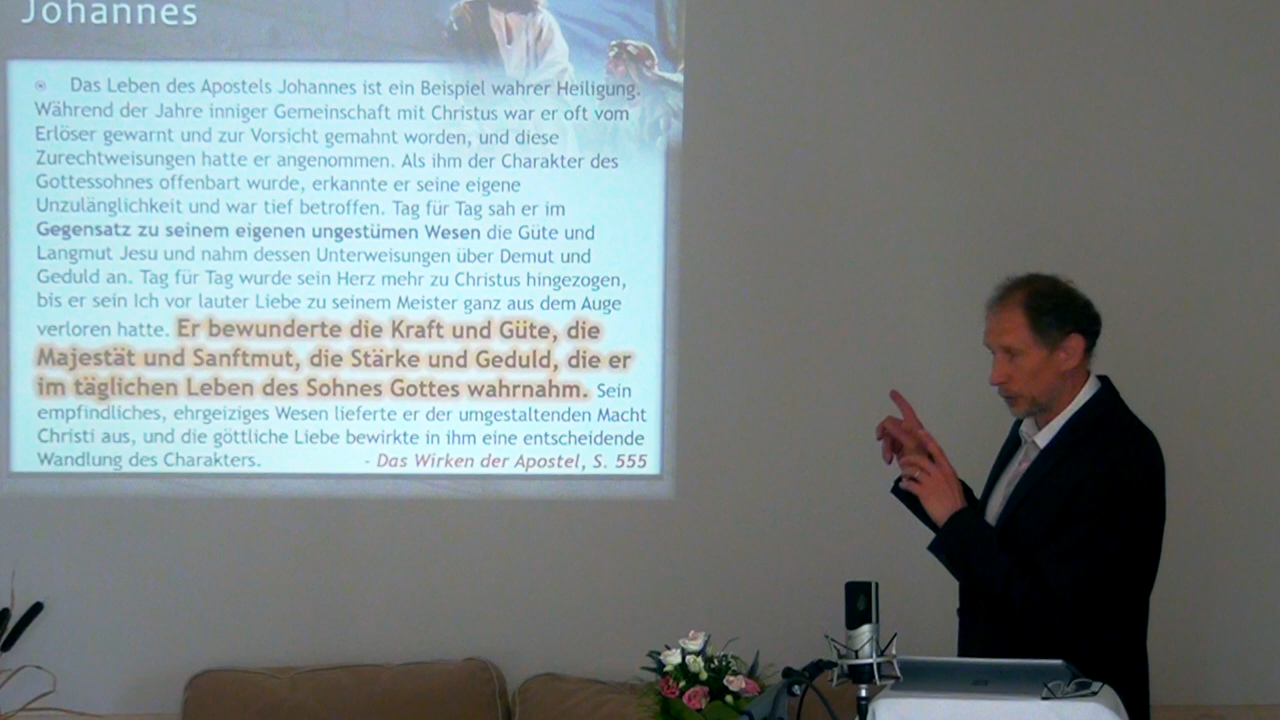 Johannes
Das Leben des Apostels Johannes ist ein Beispiel wahrer Heiligung.
Während der Jahre inniger Gemeinschaft mit Christus war er oft vom
Erlöser gewarnt und zur Vorsicht gemahnt worden, und diese
Zurechtweisungen hatte er angenommen. Als ihm der Charakter des
Gottessohnes offenbart wurde, erkannte er seine eigene
Unzulänglichkeit und war tief betroffen. Tag für Tag sah er im
Gegensatz zu seinem eigenen ungestümen Wesen die Güte und
Langmut Jesu und nahm dessen Unterweisungen über Demut und
Geduld an. Tag für Tag wurde sein Herz mehr zu Christus hingezogen,
bis er sein Ich vor lauter Liebe zu seinem Meister ganz aus dem Auge
verloren hatte. Er bewunderte die Kraft und Güte, die
Majestät und Sanftmut, die Stärke und Geduld, die er
im täglichen Leben des Sohnes Gottes wahrnahm. Sein
empfindliches, ehrgeiziges Wesen lieferte er der umgestaltenden Macht
Christi aus, und die göttliche Liebe bewirkte in ihm eine entscheidende
Wandlung des Charakters. - Das Wirken der Apostel, S. 555